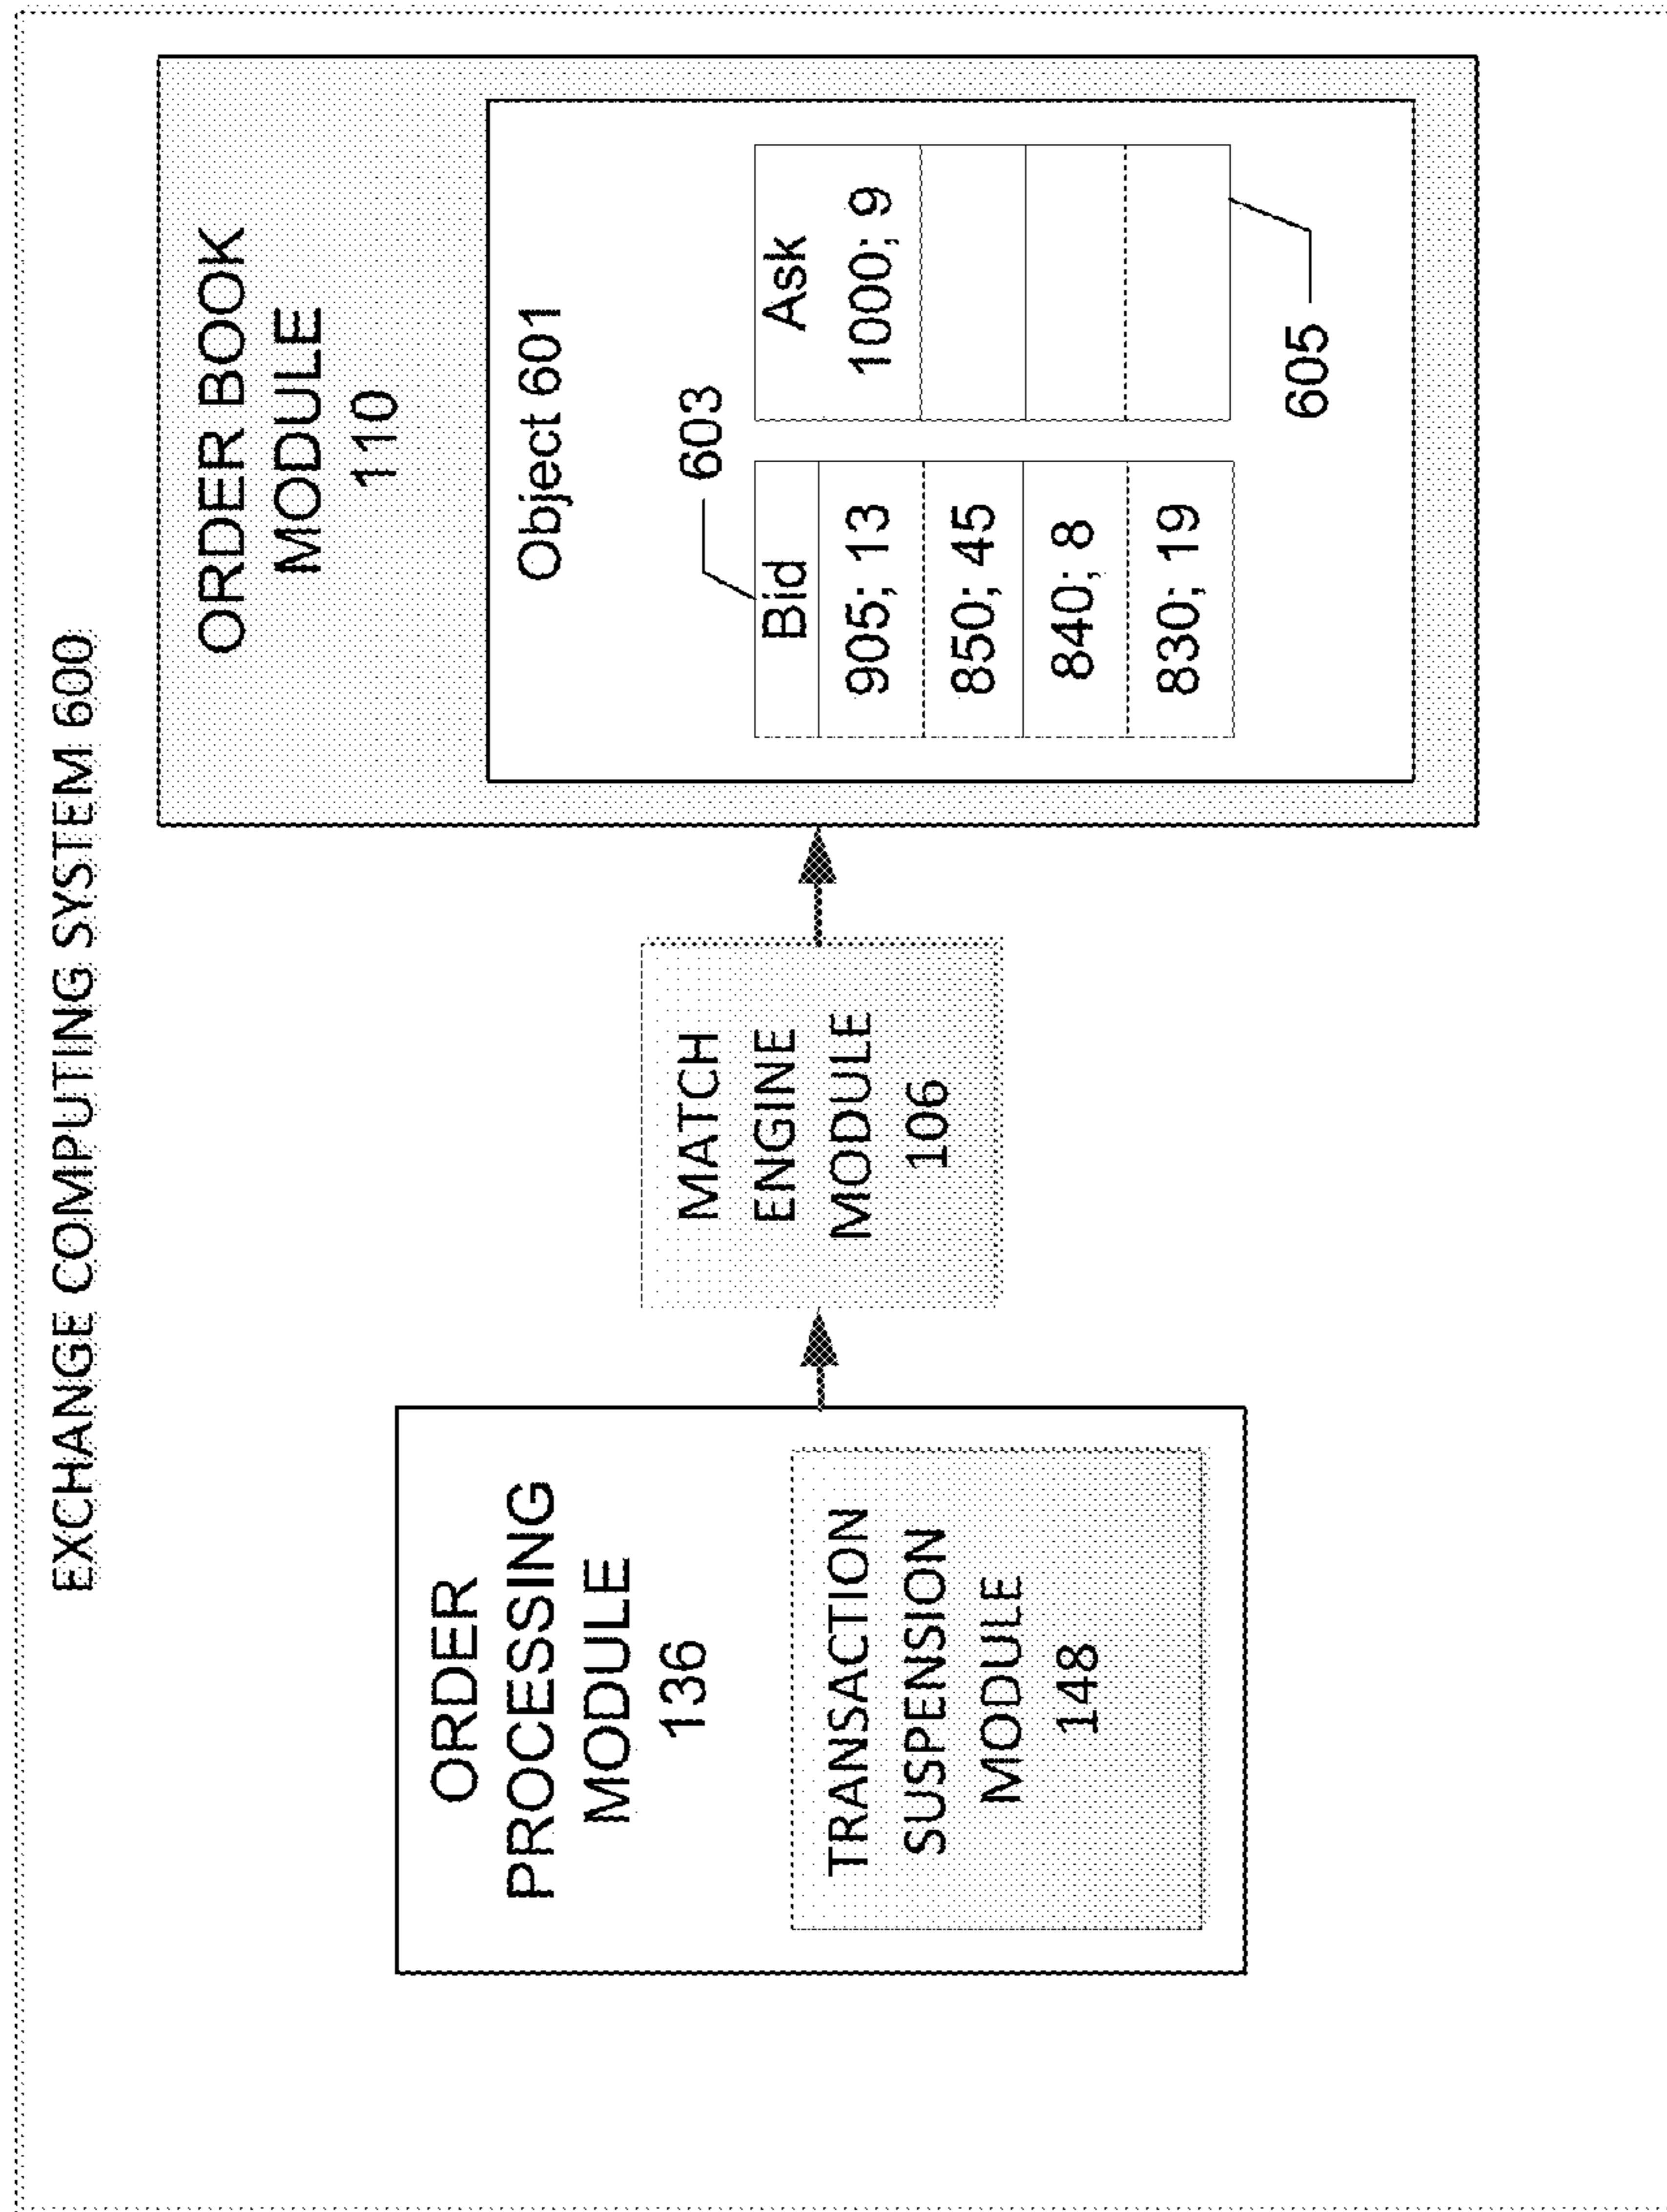 EXCHANGE COMPUTING SYSTEM 600
ORDER
PROCESSING
MODULE
136
TRANSACTION
SUSPENSION
MODULE
148
MATCH
ENGINE
MODULE
106
ORDER BOOK
MODULE
110
Object 601
603
Bid
905; 13
850; 45
840; 8
830; 19
Ask
1000; 9
605